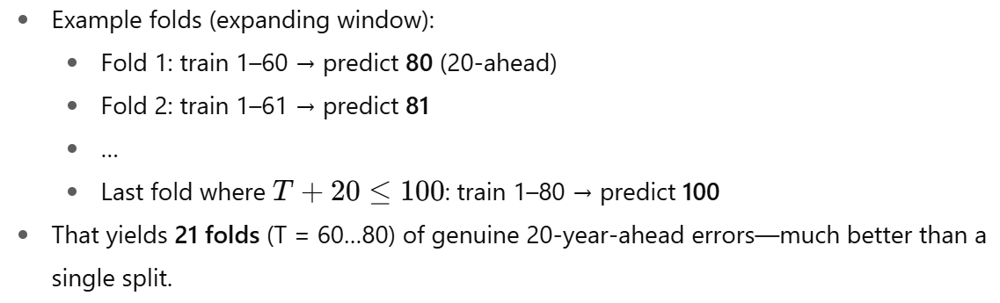 • Example folds (expanding window):
• Fold 1: train 1–60 → predict 80 (20-ahead)
• Fold 2: train 1–61 → predict 81
• ...
• Last fold where T + 20 ≤ 100: train 1–80 → predict 100
• That yields 21 folds (T = 60...80) of genuine 20-year-ahead errors—much better than a
single split.